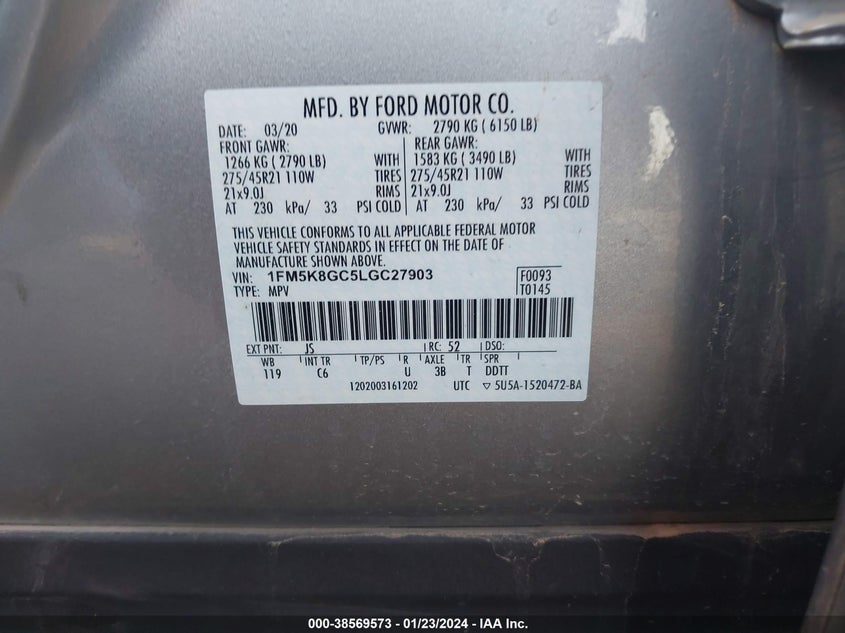 MFD. BY FORD MOTOR CO.
DATE: 03/20 GVWR: 2790 KG ( 6150 LB)
FRONT GAWR: REAR GAWR:
1266 KG ( 2790 LB) WITH 1583 KG ( 3490 LB) WITH
275/45R21 110W TIRES 275/45R21 110W TIRES
21x9.0J RIMS 21x9.0J RIMS
AT 230 kPa/ 33 PSI COLD AT 230 kPa/ 33 PSI COLD
THIS VEHICLE CONFORMS TO ALL APPLICABLE FEDERAL MOTOR
VEHICLE SAFETY STANDARDS IN EFFECT ON THE DATE OF
MANUFACTURE SHOWN ABOVE.
VIN: 1FM5K8GC5LGC27903 F0093
TYPE: MPV T0145
EXT PNT: JS RC: 52 DSO:
WB INT TR TP/PS R AXLE TR SPR
119 C6 U 3B T DDTT
1202003161202 UTC ▽ 5U5A-1520472-BA
000-38569573 — 01/23/2024 — IAA Inc.